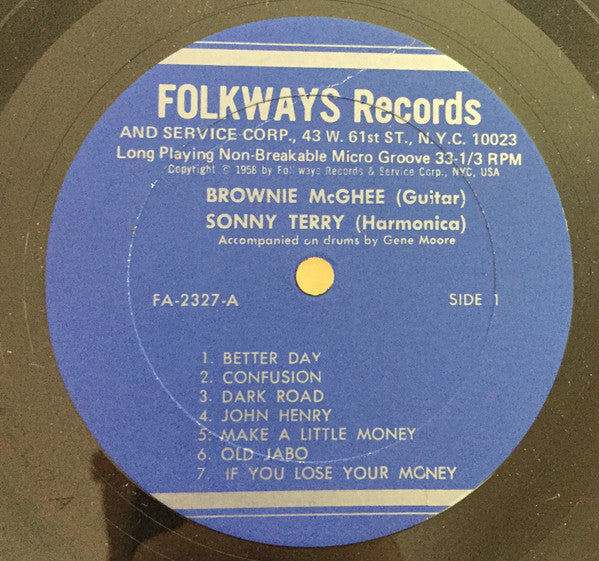 FOLKWAYS Records
AND SERVICE CORP., 43 W. 61st ST., N.Y.C. 10023
Long Playing Non-Breakable Micro Groove 33-1/3 RPM
Copyright ℗ 1958 by Folkways Records & Service Corp., NYC, USA
BROWNIE McGHEE (Guitar)
SONNY TERRY (Harmonica)
Accompanied on drums by Gene Moore
FA-2327-A SIDE 1
1. BETTER DAY
2. CONFUSION
3. DARK ROAD
4. JOHN HENRY
5. MAKE A LITTLE MONEY
6. OLD JABO
7. IF YOU LOSE YOUR MONEY